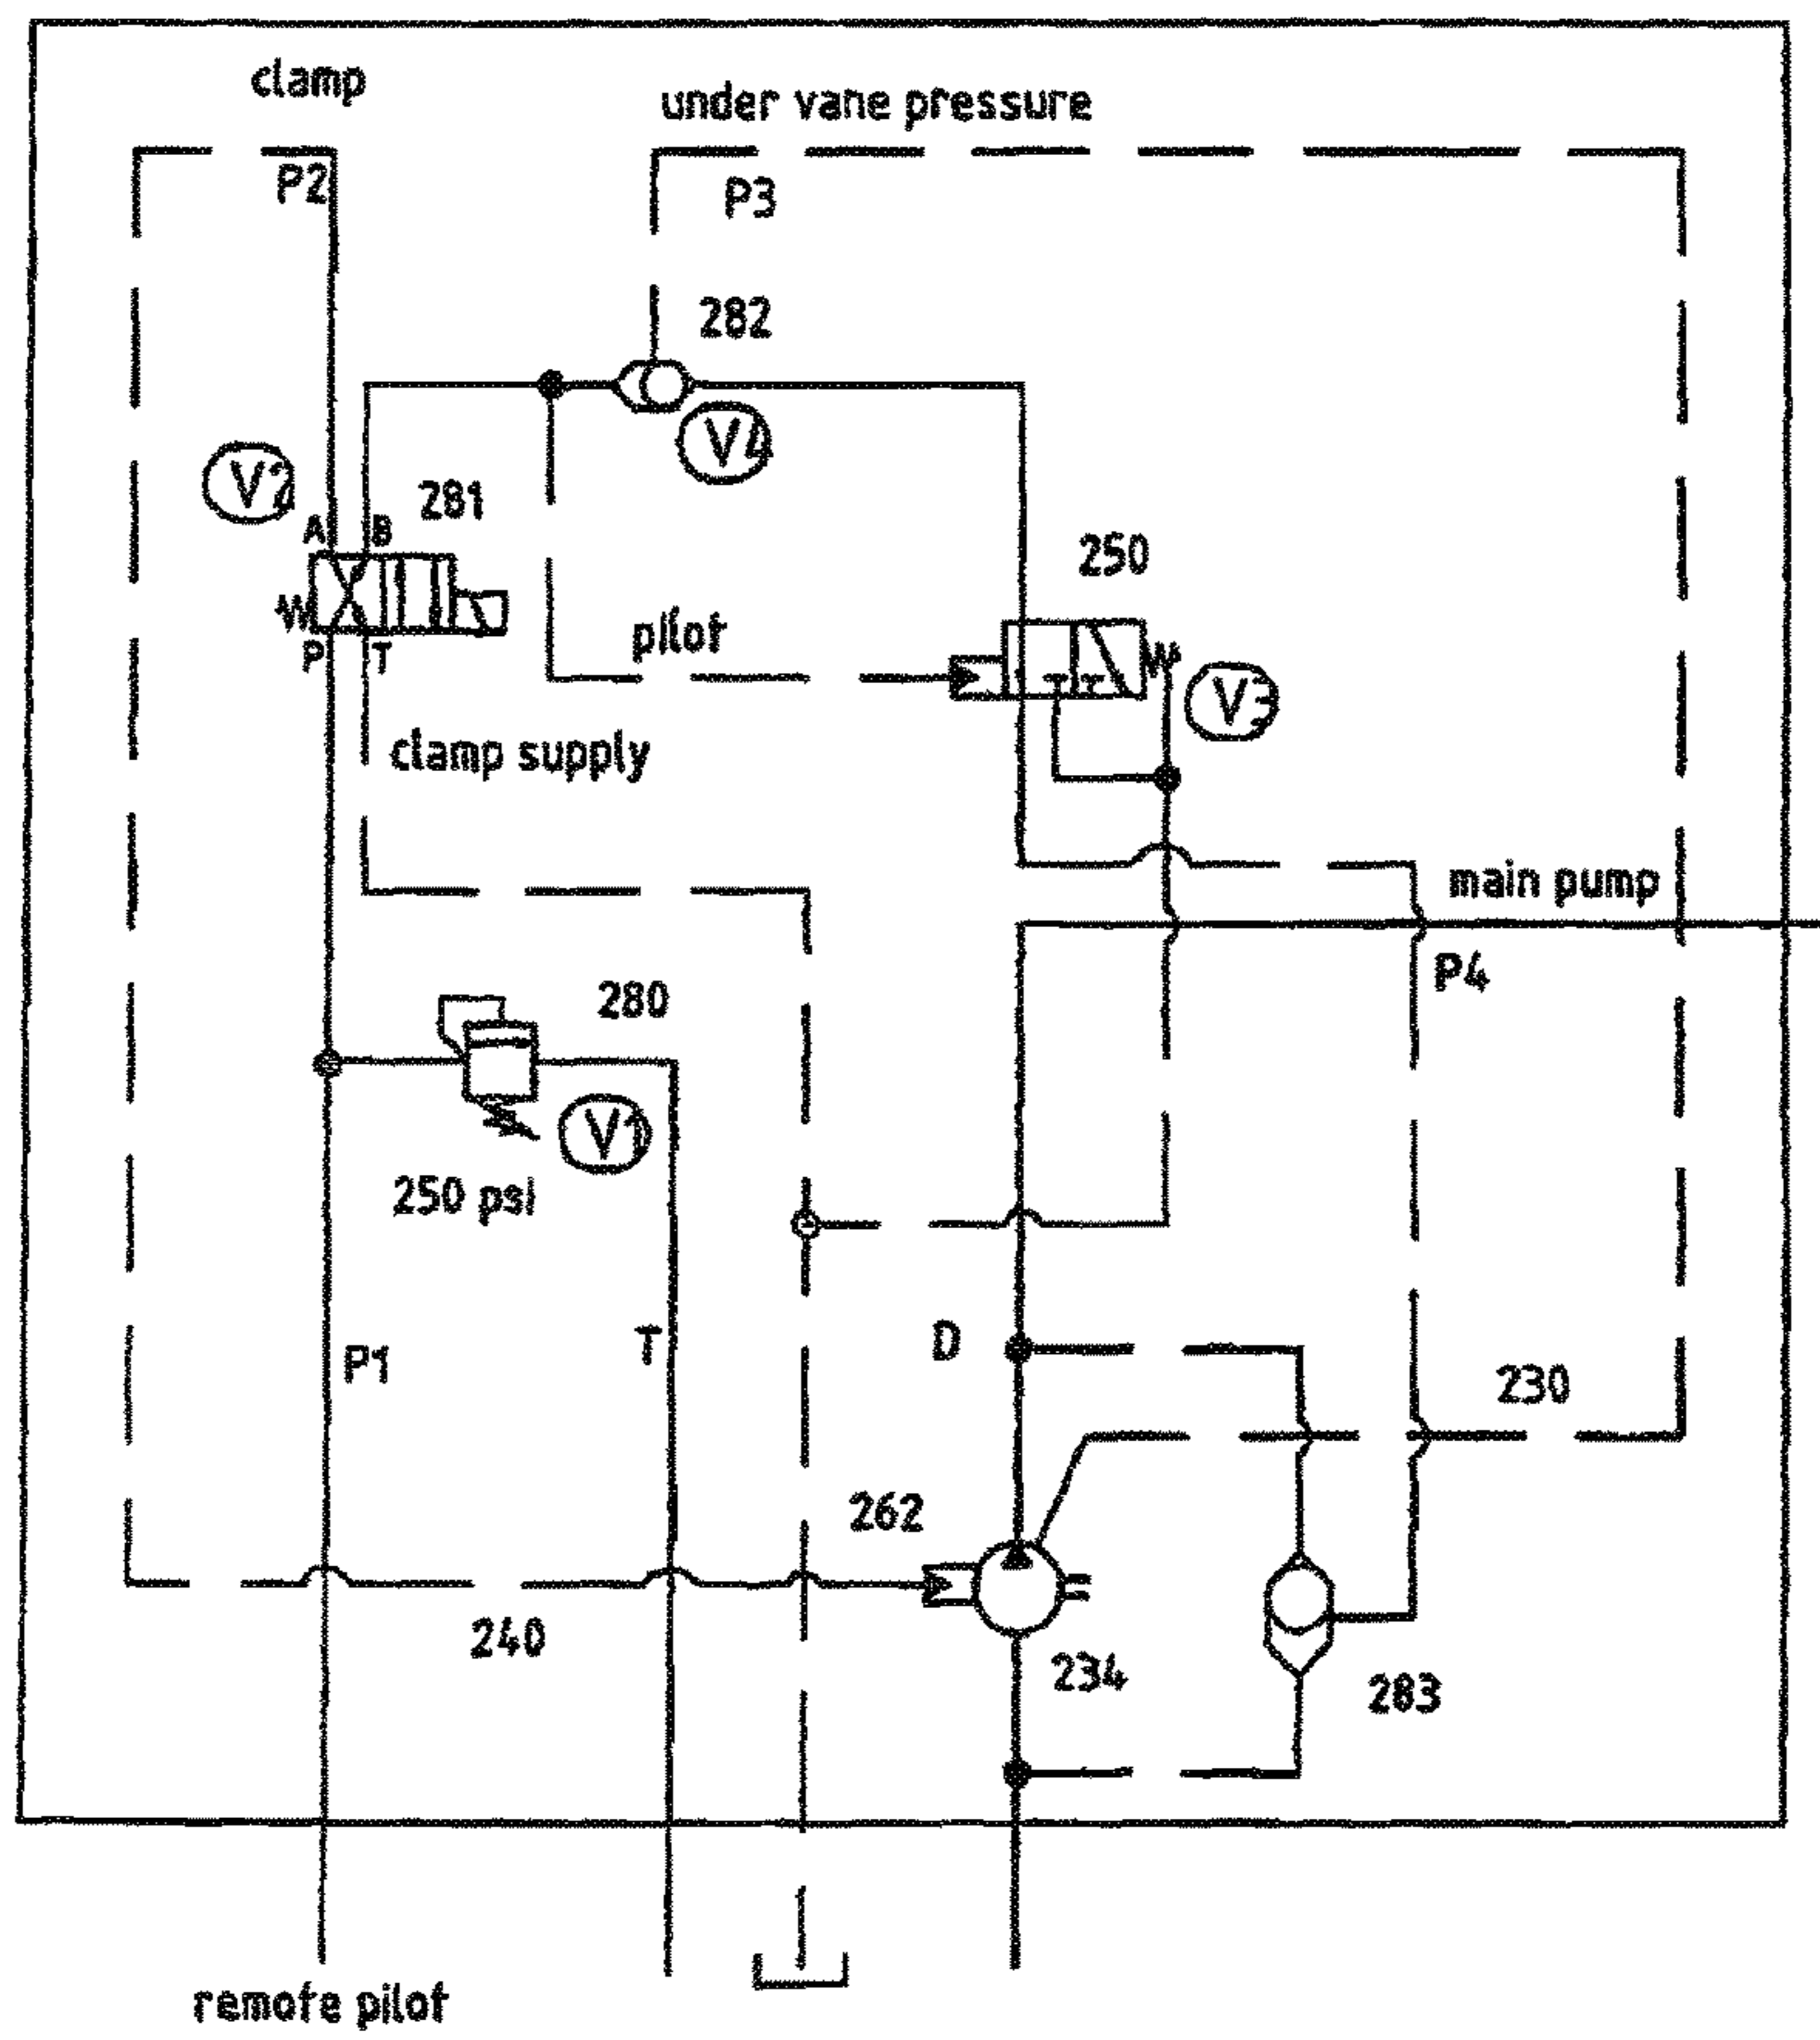 clamp
under vane pressure
P2
P3
282
V4
V2
281
A B
250
P T
pilot
V3
clamp supply
main pump
P4
280
V1
250 psi
P1
T
D
230
262
240
234
283
remote pilot